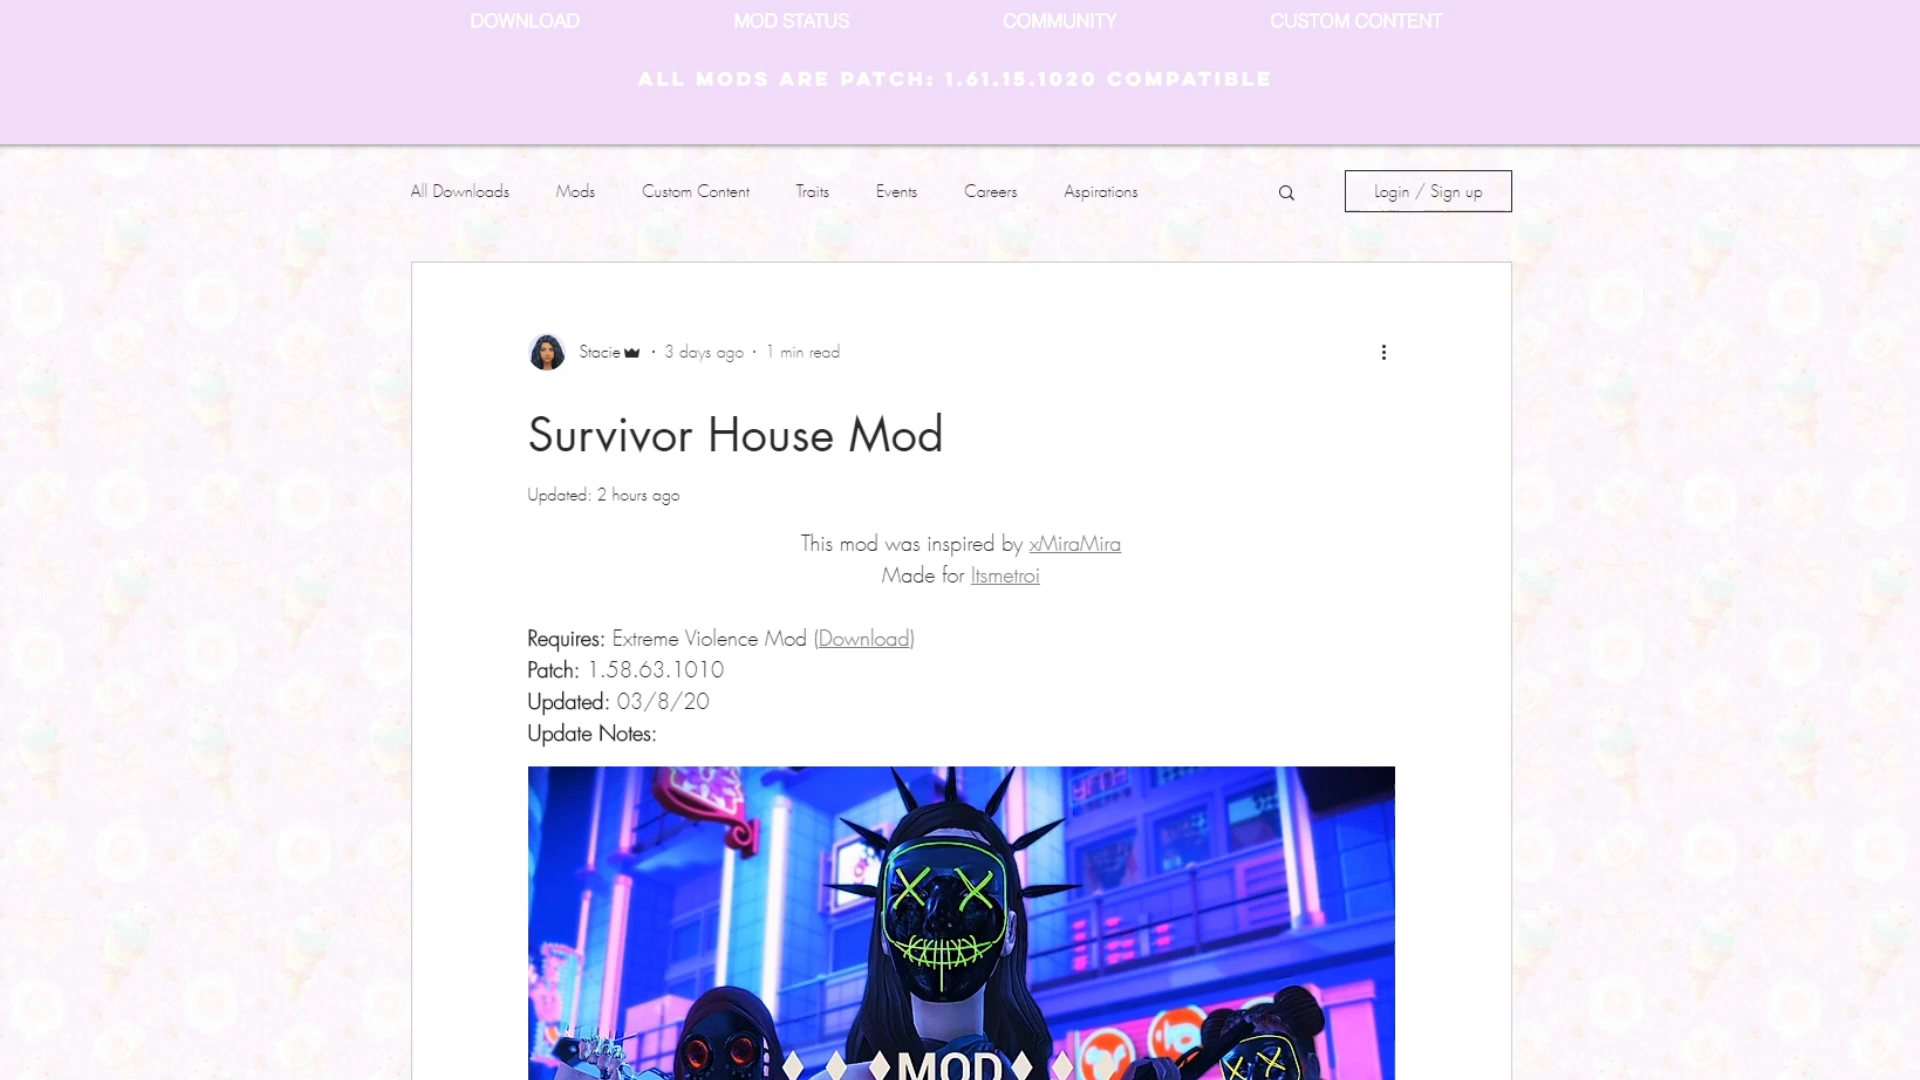 DOWNLOAD MOD STATUS COMMUNITY CUSTOM CONTENT
ALL MODS ARE PATCH: 1.61.15.1020 COMPATIBLE
All Downloads Mods Custom Content Traits Events Careers Aspirations Login / Sign up
Stacie · 3 days ago · 1 min read
Survivor House Mod
Updated: 2 hours ago
This mod was inspired by xMiraMira
Made for Itsmetroi
Requires: Extreme Violence Mod (Download)
Patch: 1.58.63.1010
Updated: 03/8/20
Update Notes:
MOD